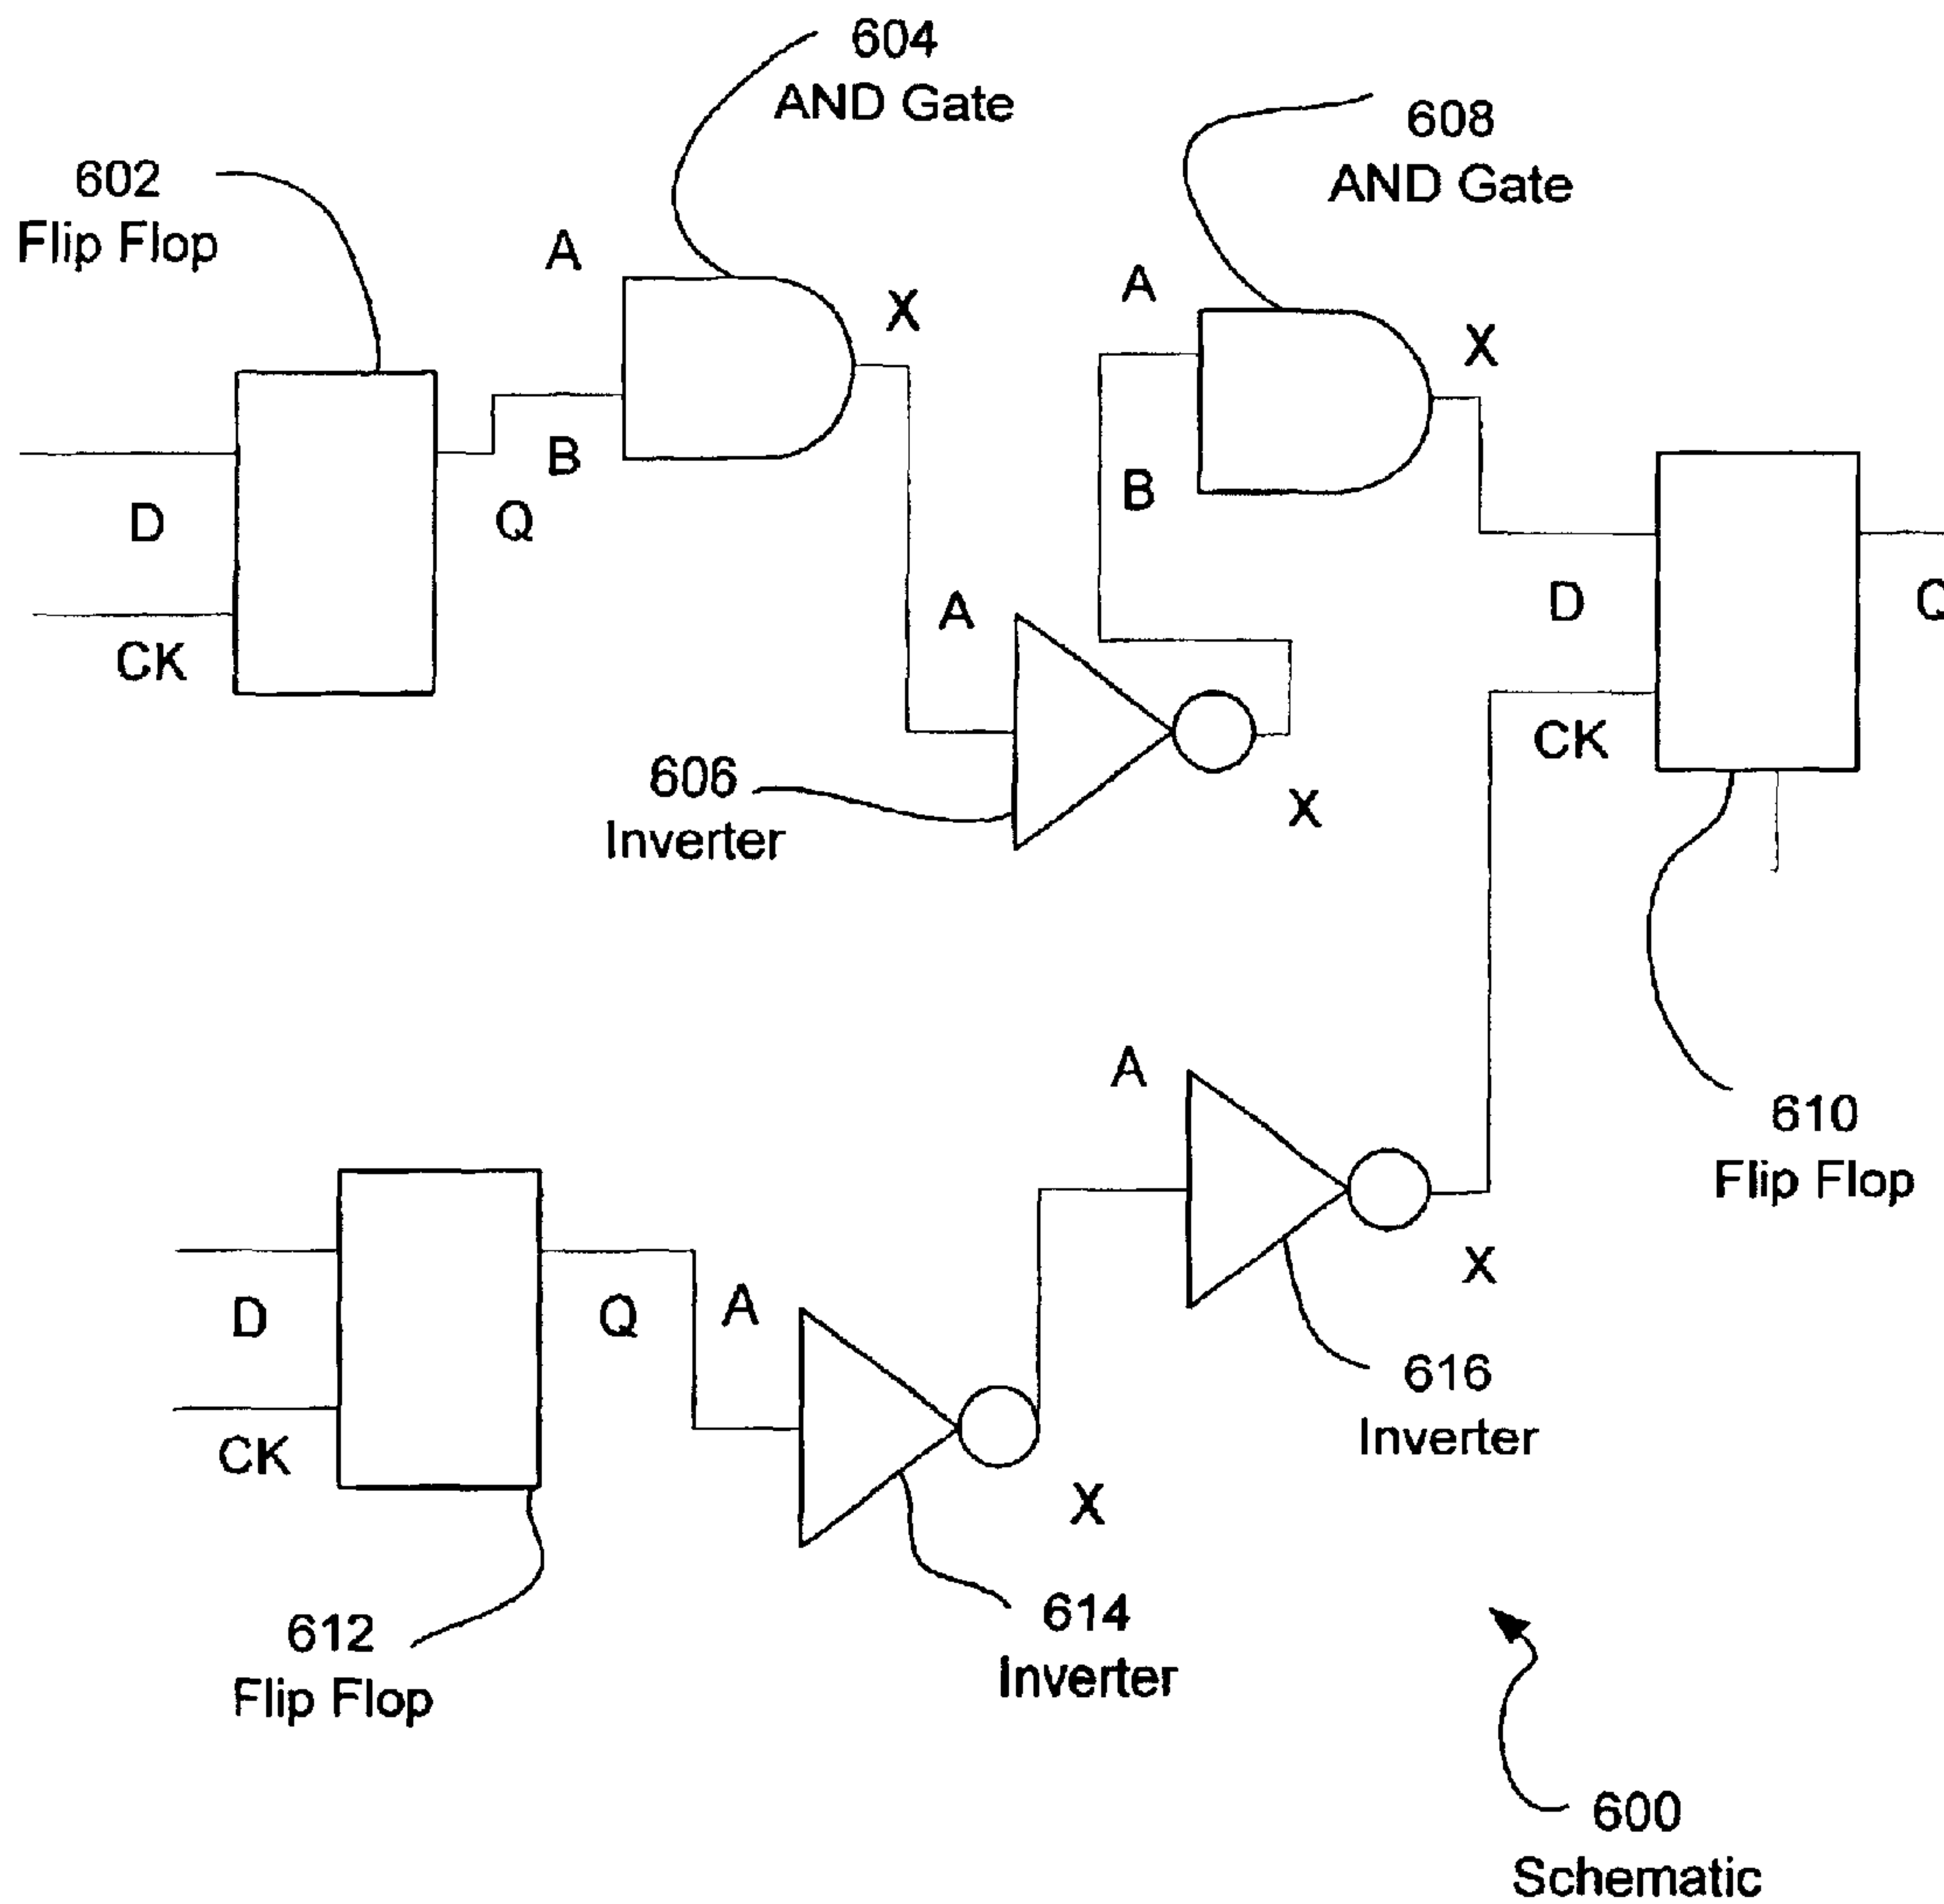 604
AND Gate
608
AND Gate
602
Flip Flop
A
X
A
X
B
B
D
Q
CK
A
D
Q
CK
606
Inverter
X
A
610
Flip Flop
X
D
Q
A
CK
616
Inverter
X
612
Flip Flop
614
Inverter
600
Schematic